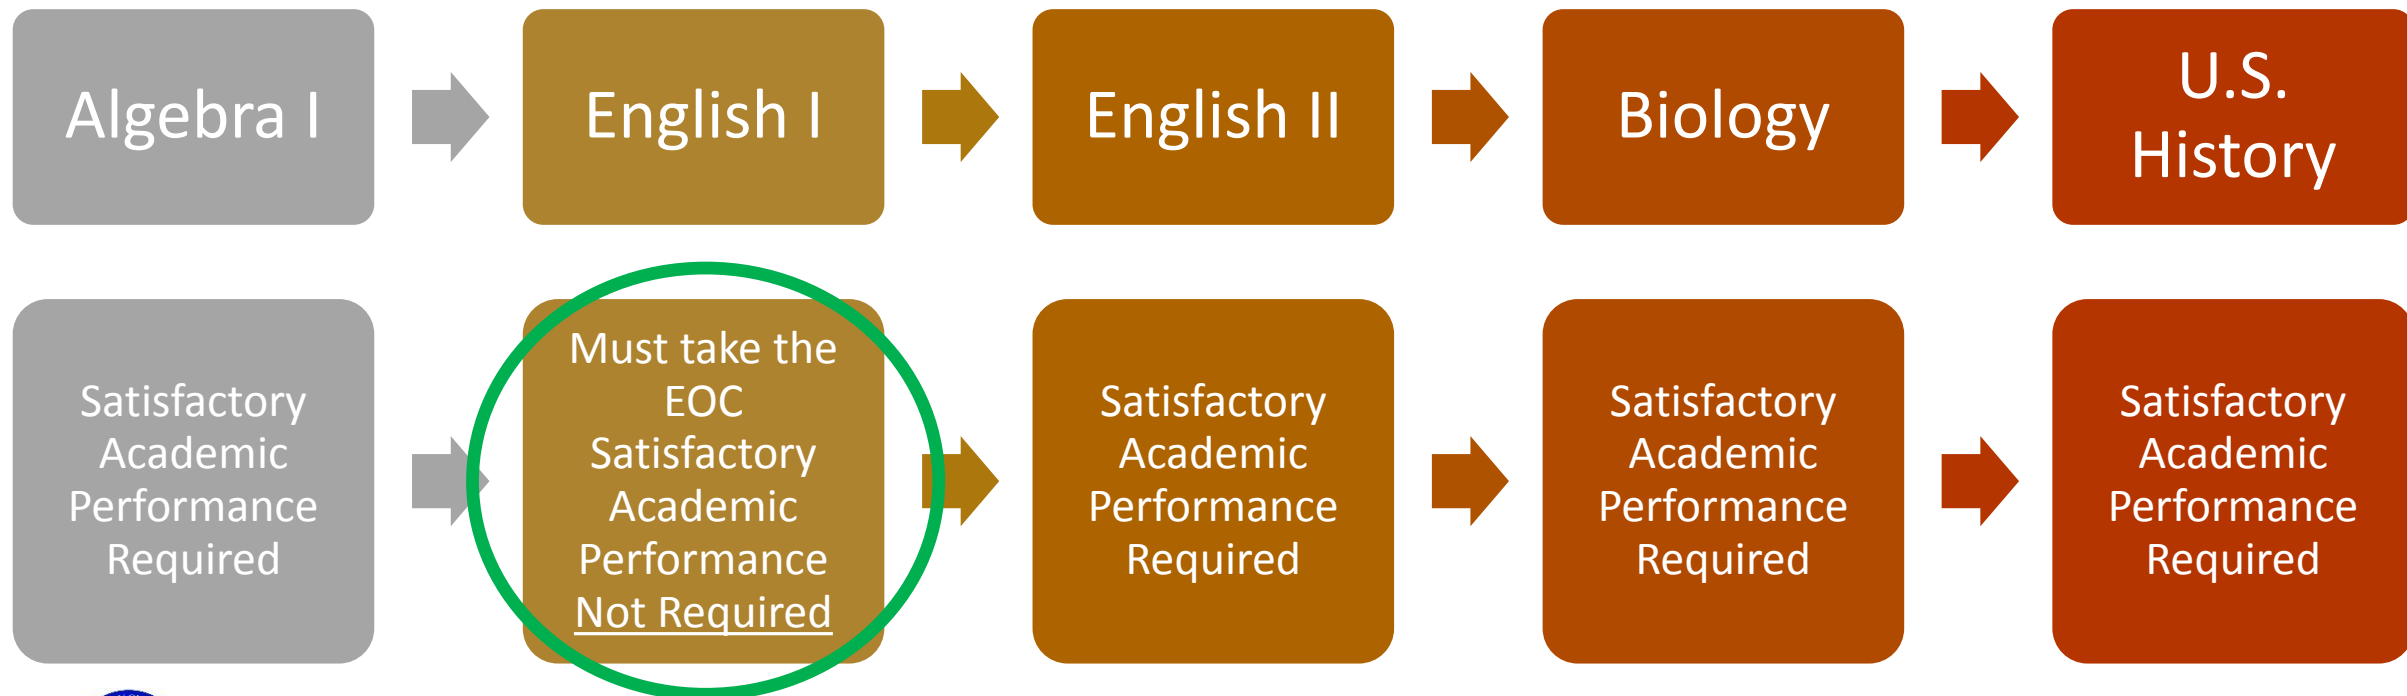 Algebra I
English I
English II
Biology
U.S.
History
Satisfactory
Academic
Performance
Required
Must take the
EOC
Satisfactory
Academic
Performance
Not Required
Satisfactory
Academic
Performance
Required
Satisfactory
Academic
Performance
Required
Satisfactory
Academic
Performance
Required